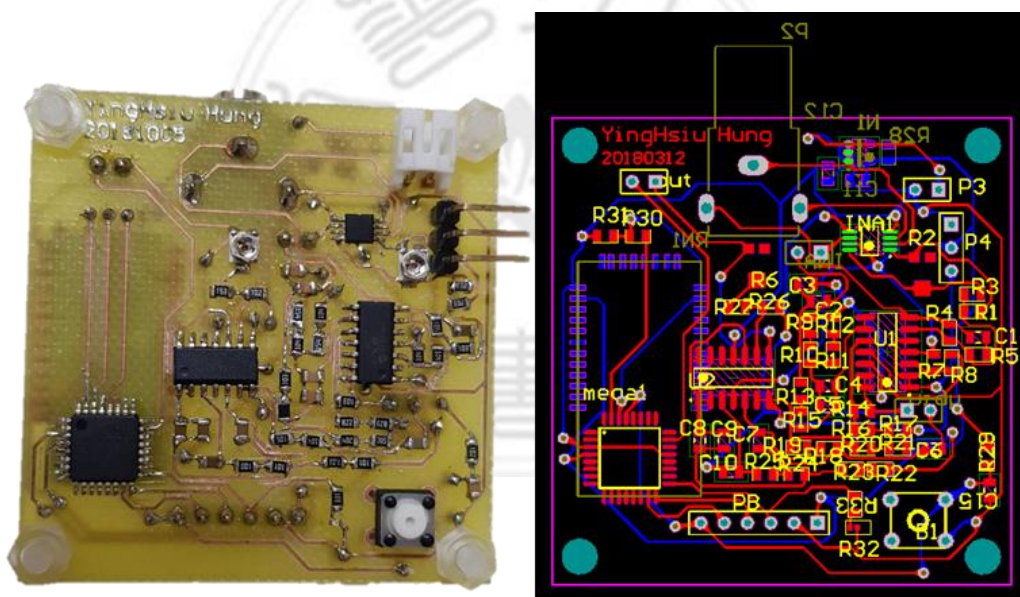 YingHsiu Hung
20181005
P2
C12
N1
R28
YingHsiu Hung
20180312
out
P3
INA1
R31
R30
RN1
R2
P4
R6
C3
R3
R27
R26
C2
R1
R9
R12
R4
U1
C1
R10
R11
R7
R5
R8
mega1
R13
C4
R14
R15
R17
R16
C8
C9
C7
R19
R18
R20
R21
C6
R29
C10
R24
R23
R22
C15
PB
R33
B1
R32